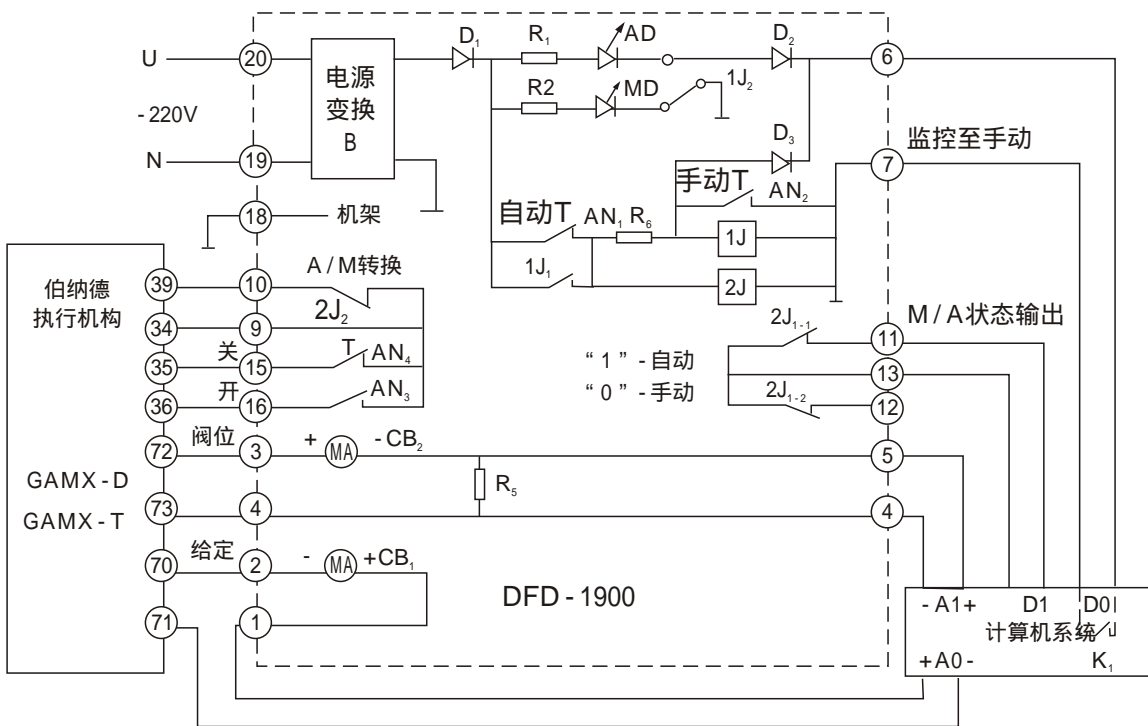 U
-220V
N
20
19
18
电源
变换
B
D₁
R₁
AD
D₂
6
R2
MD
1J₂
D₃
监控至手动
7
手动T
AN₂
自动T
AN₁
R₆
1J
1J₁
2J
机架
伯纳德
执行机构
39
10
A/M转换
34
9
2J₂
35
关
15
T
AN₄
36
开
16
AN₃
72
阀位
3
+
MA
-CB₂
5
GAMX-D
GAMX-T
73
4
R₅
4
70
给定
2
-
MA
+CB₁
71
1
M/A状态输出
2J₁₋₁
11
"1"-自动
13
"0"-手动
2J₁₋₂
12
DFD-1900
-A1+
D1
D0
计算机系统
+A0-
K₁